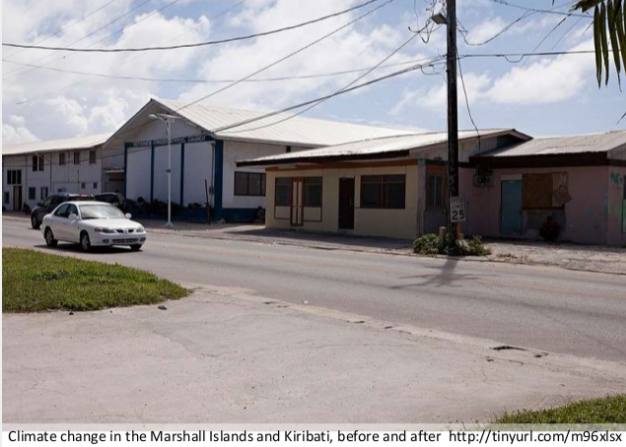 25
Climate change in the Marshall Islands and Kiribati, before and after http://tinyurl.com/m96xlsx